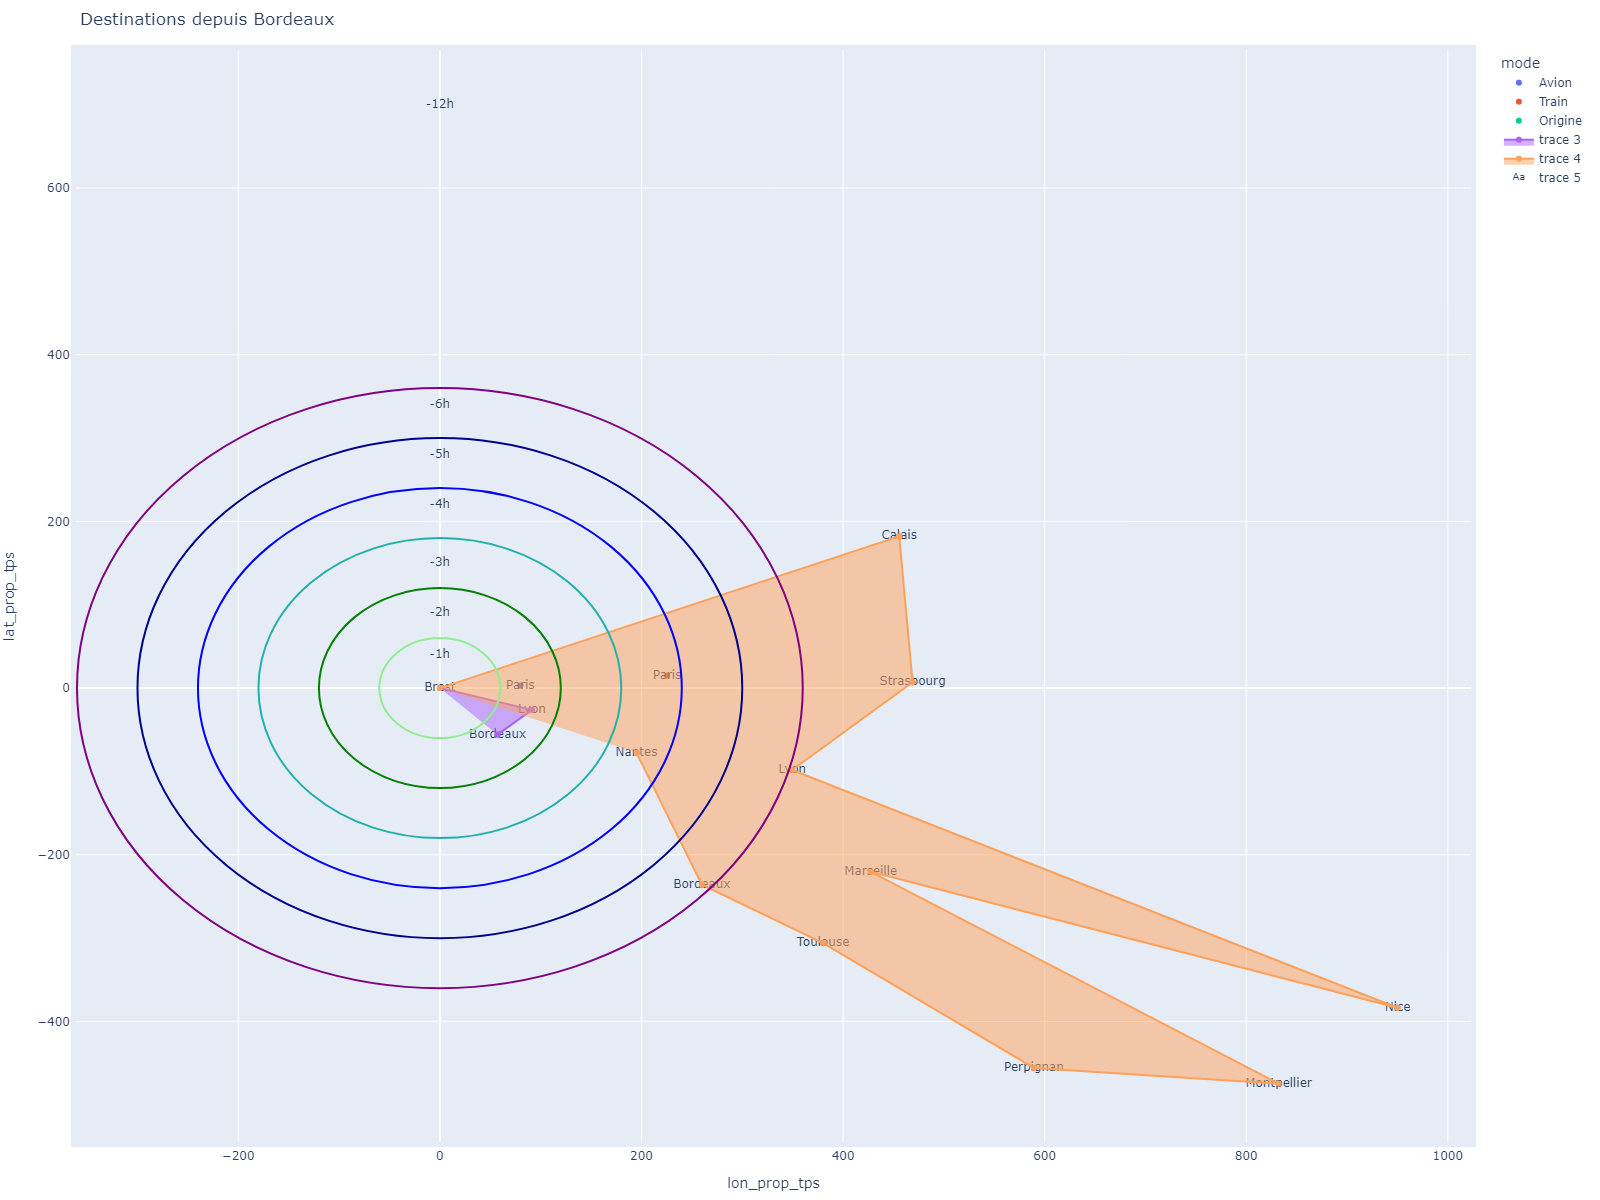 Destinations depuis Bordeaux
mode
Avion
Train
Origine
trace 3
trace 4
Aa trace 5
-12h
600
400
-6h
-5h
-4h
200
Calais
-3h
-2h
-1h
Paris
Strasbourg
Brest
Paris
0
Lyon
Bordeaux
Nantes
Lyon
−200
Marseille
Bordeaux
Toulouse
Nice
−400
Perpignan
Montpellier
−200
0
200
400
600
800
1000
lon_prop_tps
lat_prop_tps